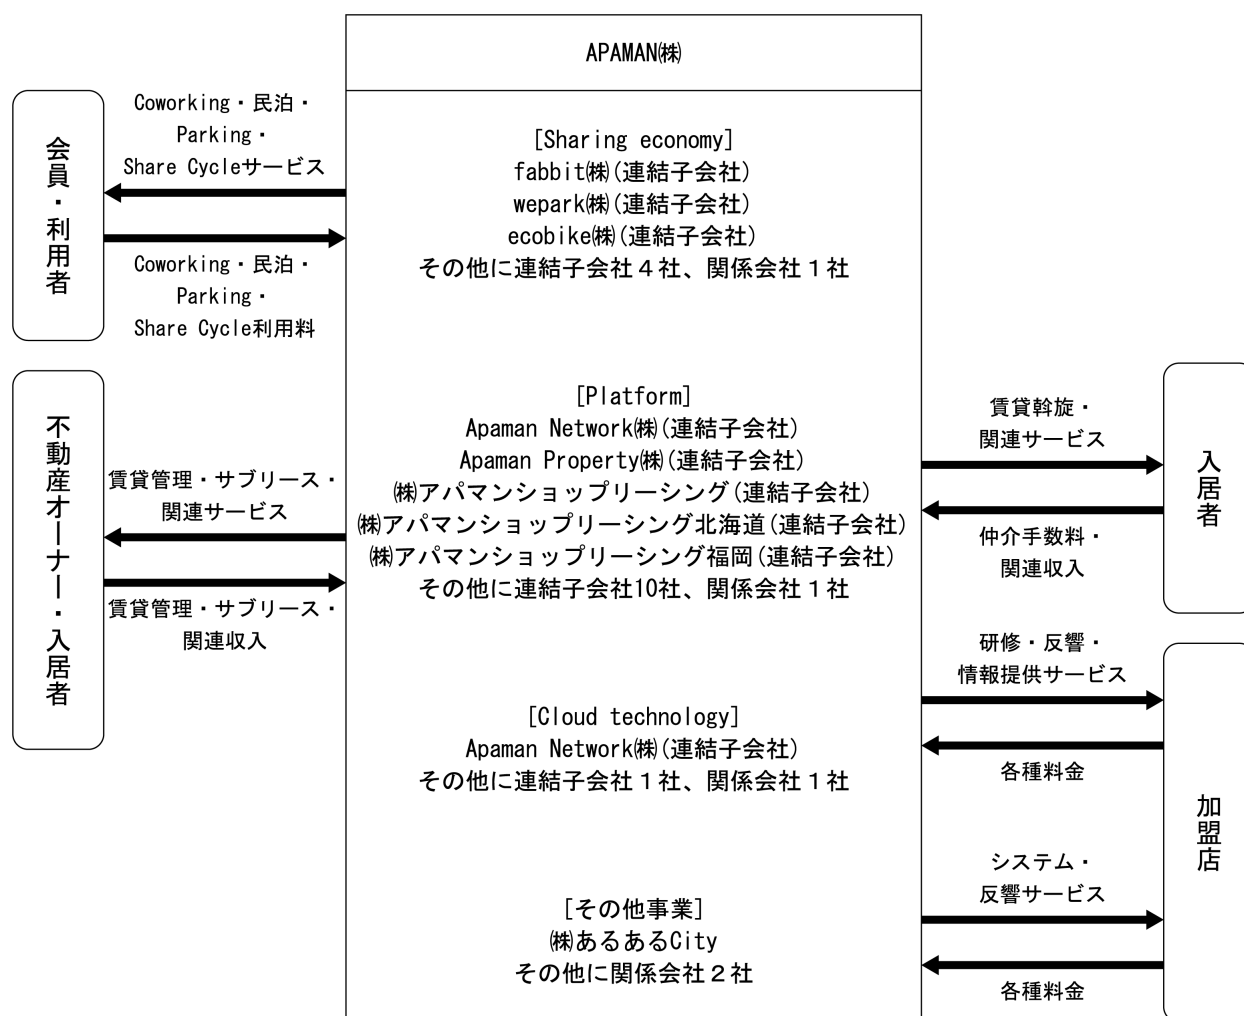 APAMAN㈱
会員・利用者
Coworking・民泊・
Parking・
Share Cycleサービス
Coworking・民泊・
Parking・
Share Cycle利用料
[Sharing economy]
fabbit㈱(連結子会社)
wepark㈱(連結子会社)
ecobike㈱(連結子会社)
その他に連結子会社４社、関係会社１社
不動産オーナー・入居者
賃貸管理・サブリース・
関連サービス
賃貸管理・サブリース・
関連収入
[Platform]
Apaman Network㈱(連結子会社)
Apaman Property㈱(連結子会社)
㈱アパマンショップリーシング(連結子会社)
㈱アパマンショップリーシング北海道(連結子会社)
㈱アパマンショップリーシング福岡(連結子会社)
その他に連結子会社10社、関係会社１社
賃貸斡旋・
関連サービス
仲介手数料・
関連収入
入居者
[Cloud technology]
Apaman Network㈱(連結子会社)
その他に連結子会社１社、関係会社１社
研修・反響・
情報提供サービス
各種料金
加盟店
[その他事業]
㈱あるあるCity
その他に関係会社２社
システム・
反響サービス
各種料金